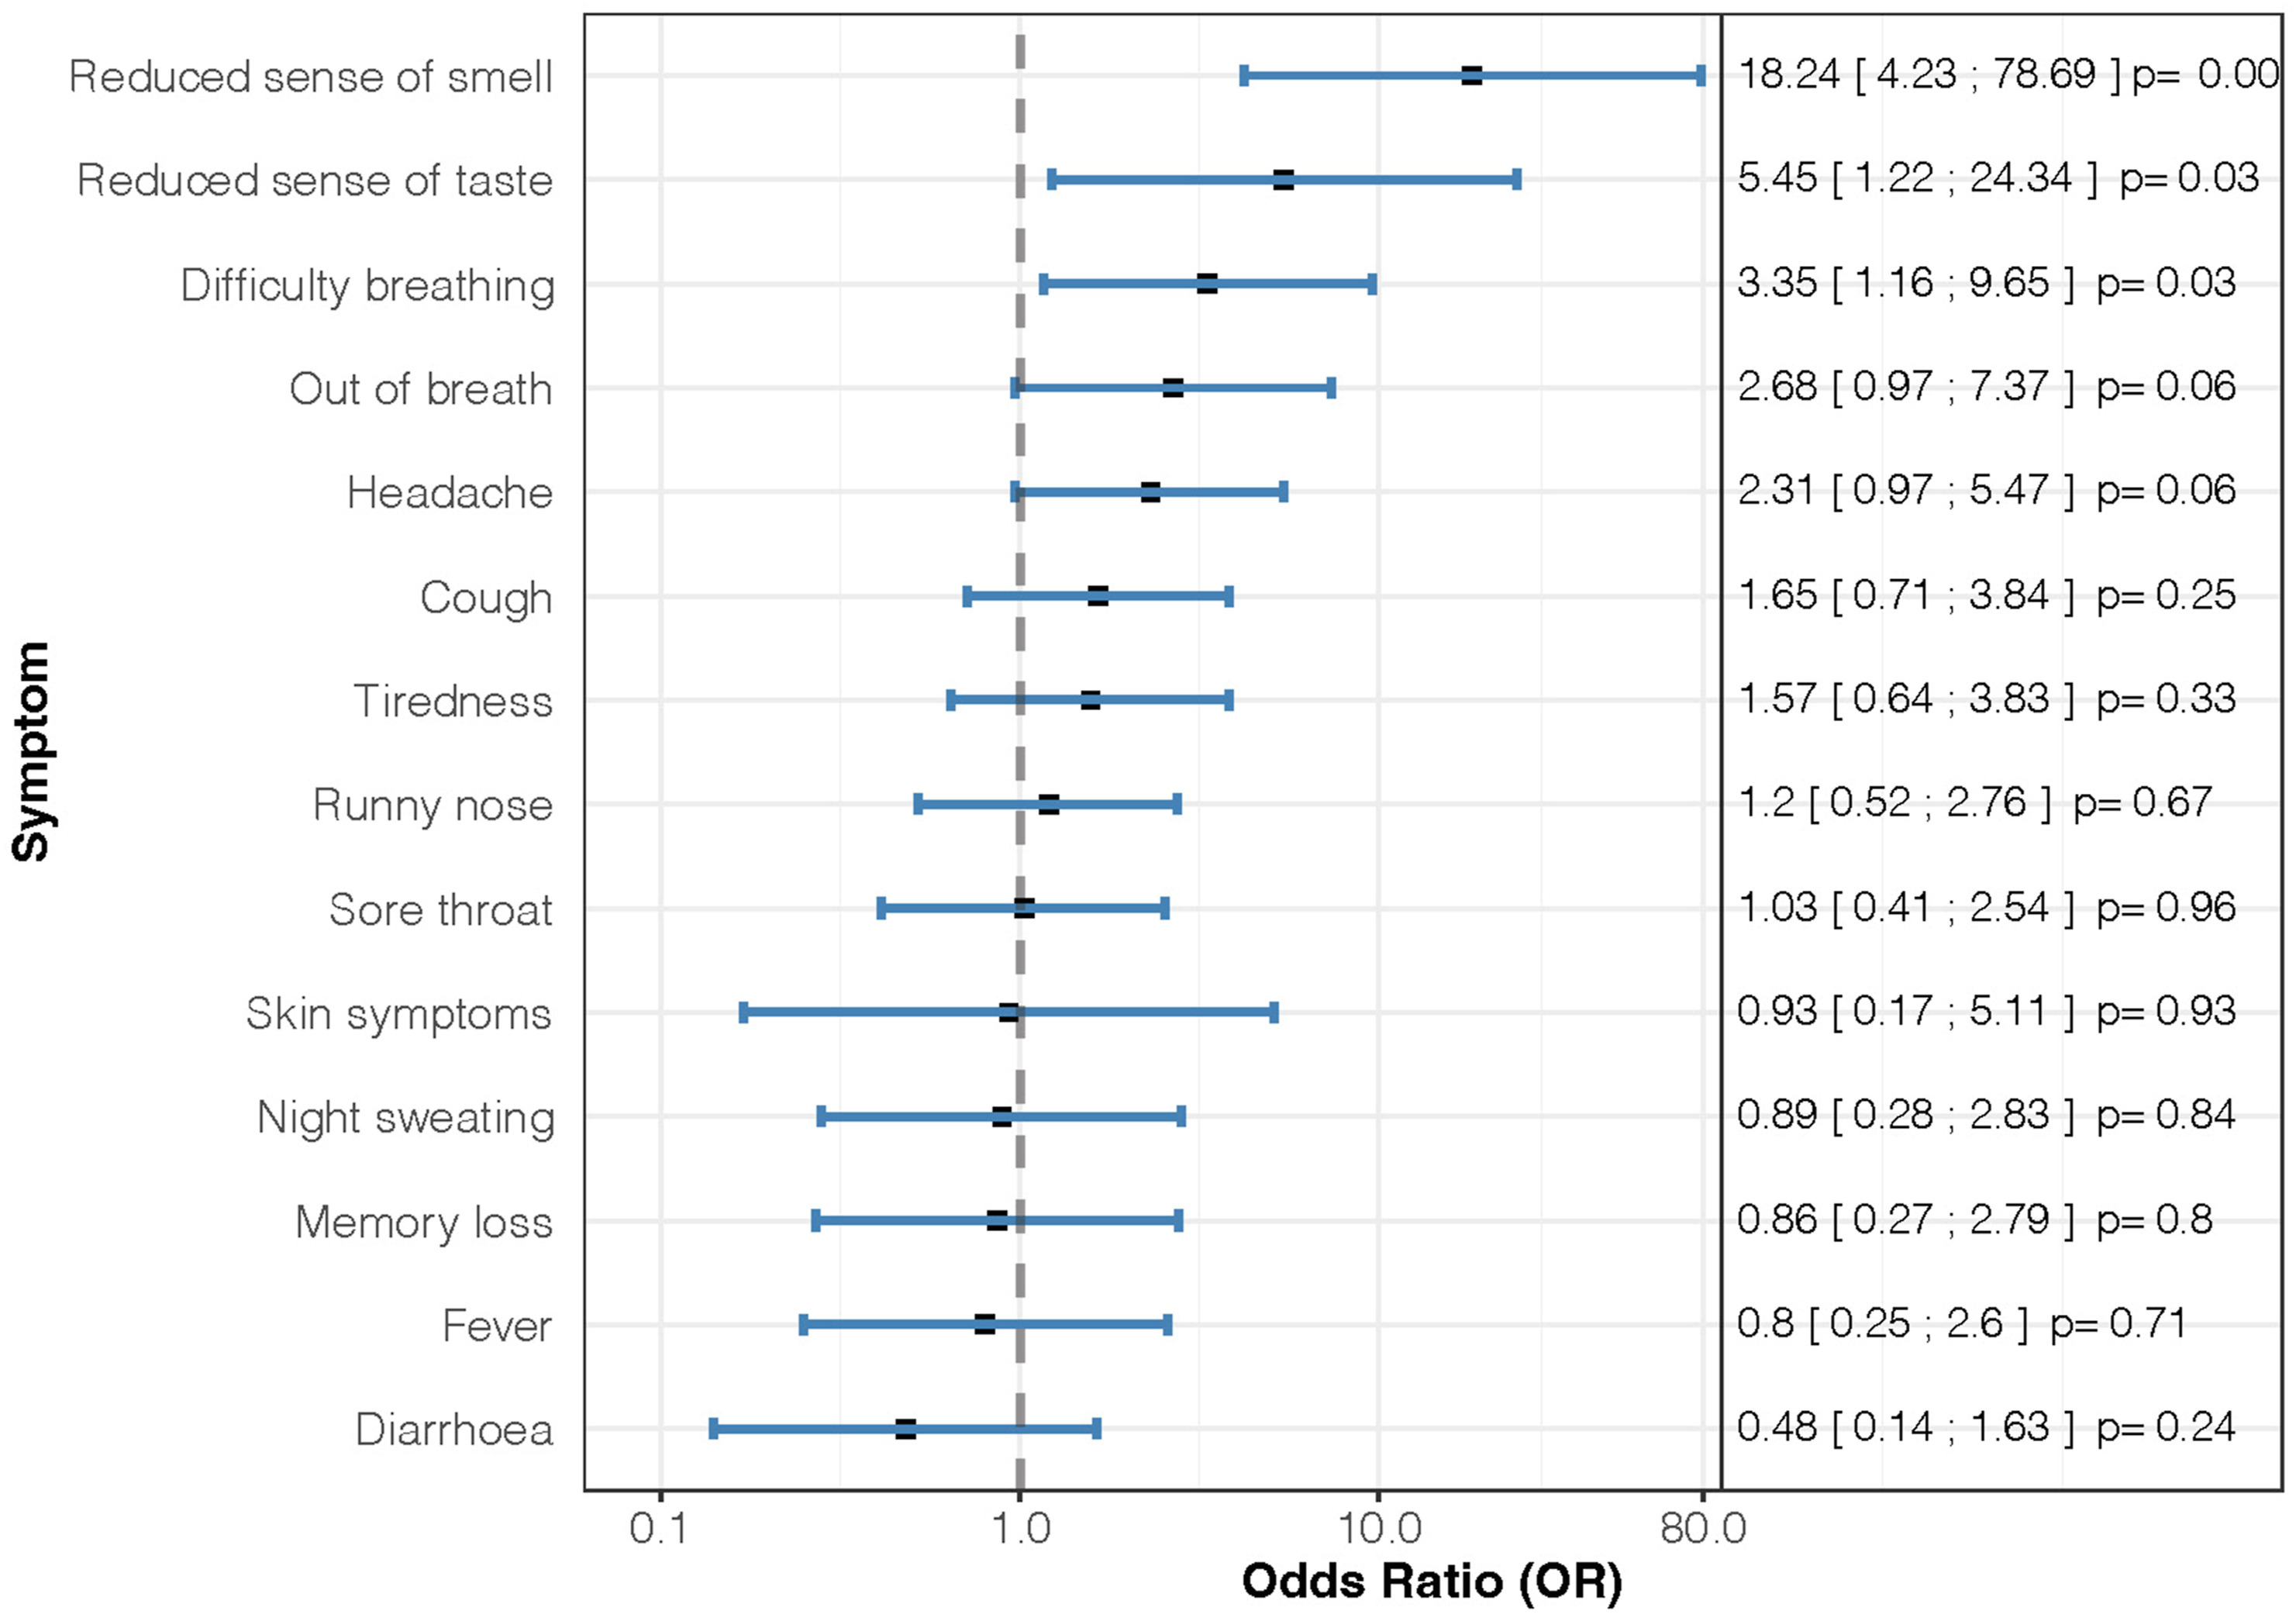 Reduced sense of smell 18.24 [ 4.23 ; 78.69 ] p= 0.00
Reduced sense of taste 5.45 [ 1.22 ; 24.34 ] p= 0.03
Difficulty breathing 3.35 [ 1.16 ; 9.65 ] p= 0.03
Out of breath 2.68 [ 0.97 ; 7.37 ] p= 0.06
Headache 2.31 [ 0.97 ; 5.47 ] p= 0.06
Cough 1.65 [ 0.71 ; 3.84 ] p= 0.25
Tiredness 1.57 [ 0.64 ; 3.83 ] p= 0.33
Runny nose 1.2 [ 0.52 ; 2.76 ] p= 0.67
Sore throat 1.03 [ 0.41 ; 2.54 ] p= 0.96
Skin symptoms 0.93 [ 0.17 ; 5.11 ] p= 0.93
Night sweating 0.89 [ 0.28 ; 2.83 ] p= 0.84
Memory loss 0.86 [ 0.27 ; 2.79 ] p= 0.8
Fever 0.8 [ 0.25 ; 2.6 ] p= 0.71
Diarrhoea 0.48 [ 0.14 ; 1.63 ] p= 0.24
Symptom
0.1 1.0 10.0 80.0
Odds Ratio (OR)